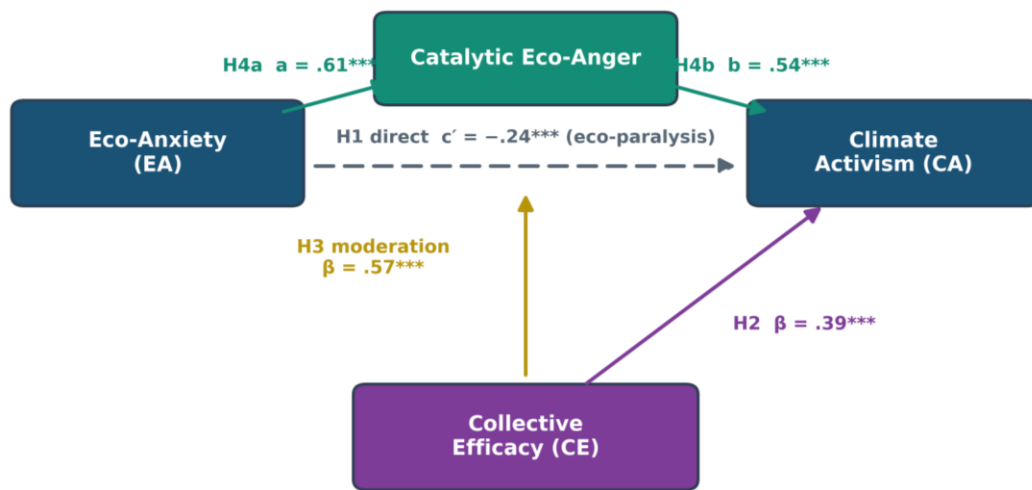 Catalytic Eco-Anger
H4a  a = .61***
H4b  b = .54***
Eco-Anxiety
(EA)
H1 direct  c′ = −.24*** (eco-paralysis)
Climate
Activism (CA)
H3 moderation
β = .57***
H2  β = .39***
Collective
Efficacy (CE)